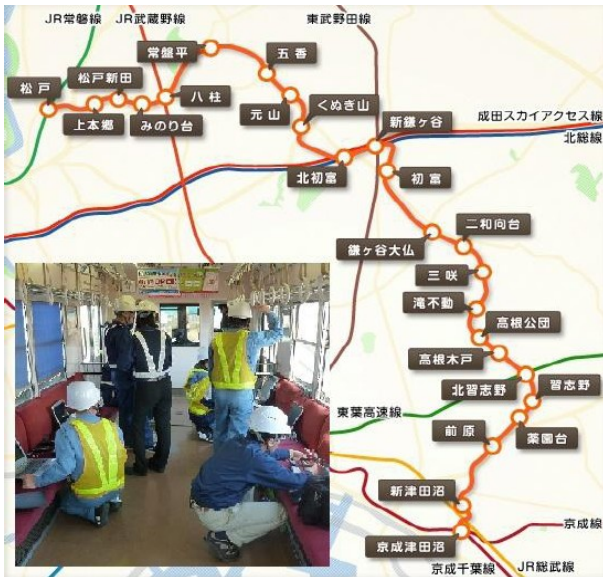 JR常磐線
JR武蔵野線
東武野田線
常盤平
五香
松戸新田
松戸
八柱
元山
くぬぎ山
上本郷
みのり台
新鎌ヶ谷
成田スカイアクセス線
北総線
北初富
初富
二和向台
鎌ヶ谷大仏
三咲
滝不動
高根公団
高根木戸
北習志野
習志野
東葉高速線
前原
薬園台
新津田沼
京成線
京成津田沼
京成千葉線
JR総武線